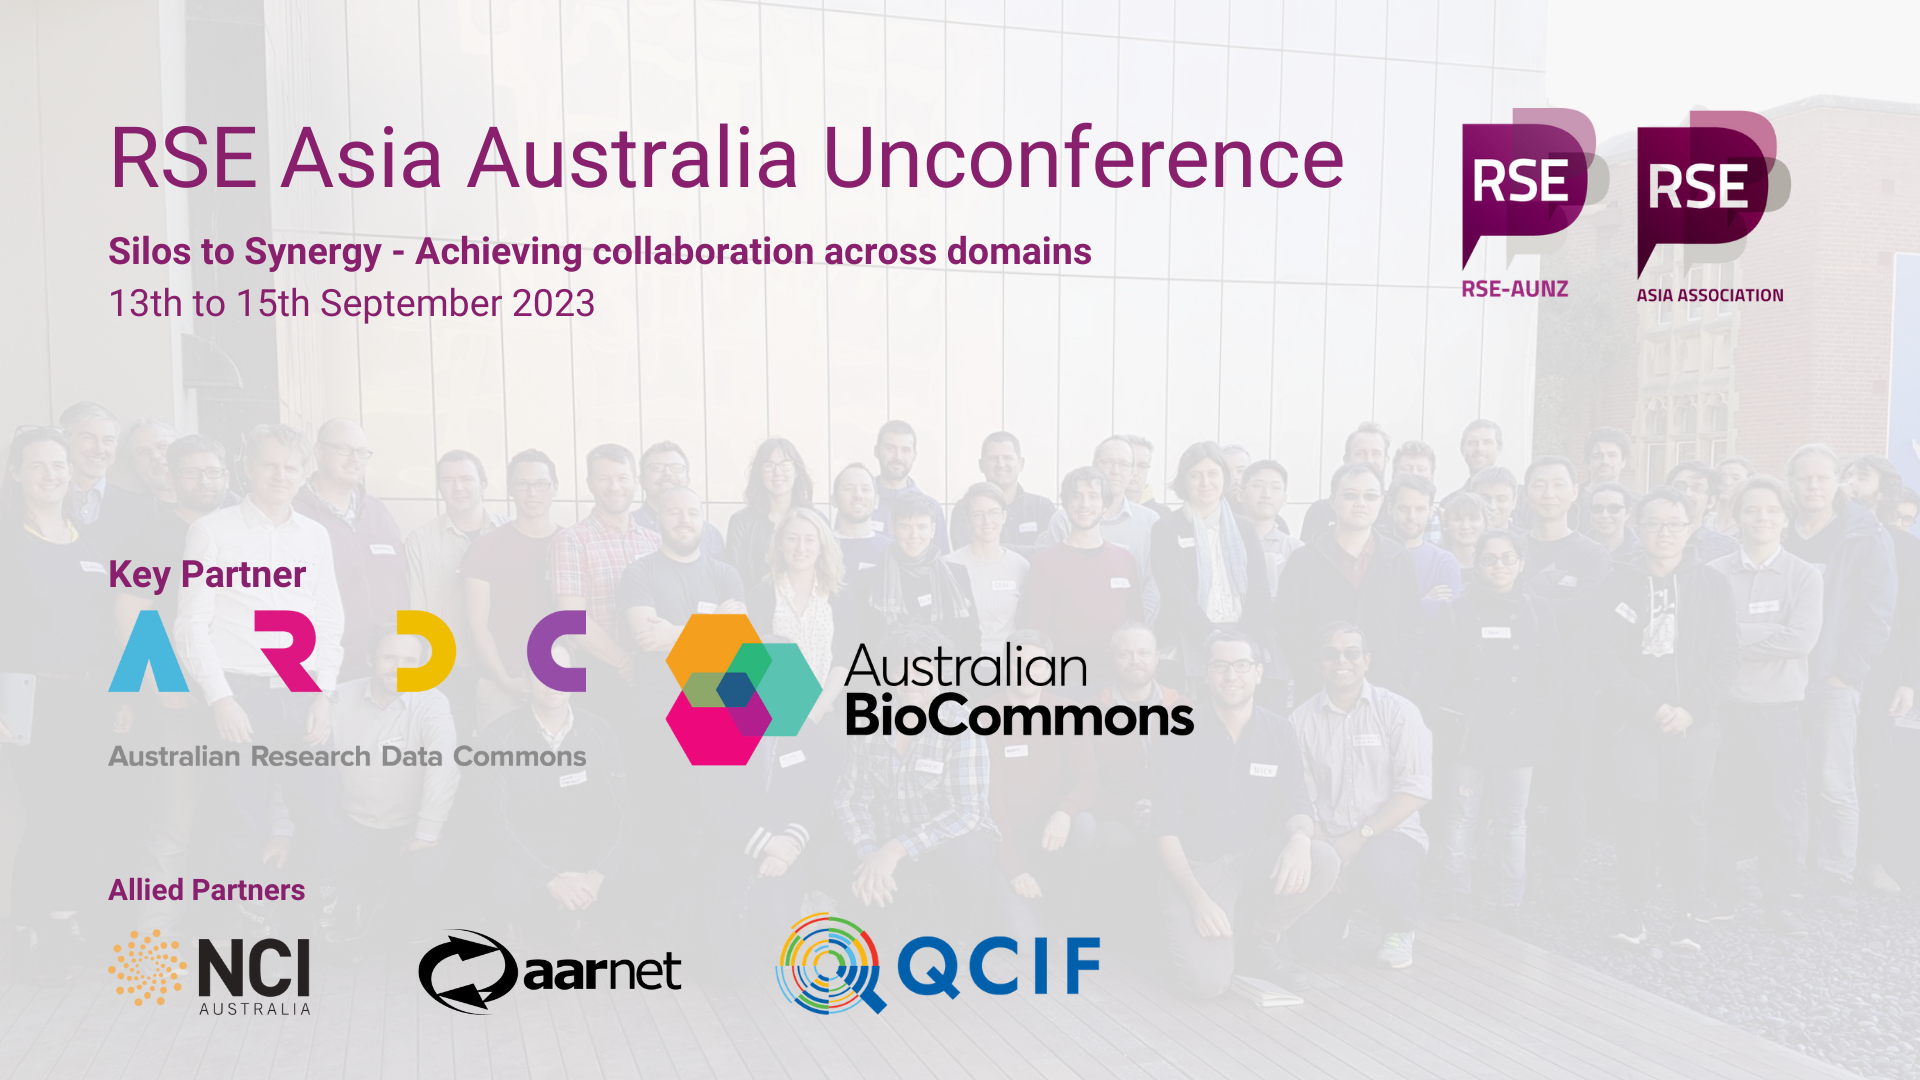 RSE Asia Australia Unconference
Silos to Synergy - Achieving collaboration across domains
13th to 15th September 2023
RSE
RSE-AUNZ
RSE
ASIA ASSOCIATION
Key Partner
ARDC
Australian Research Data Commons
Australian
BioCommons
Allied Partners
NCI
AUSTRALIA
aarnet
QCIF